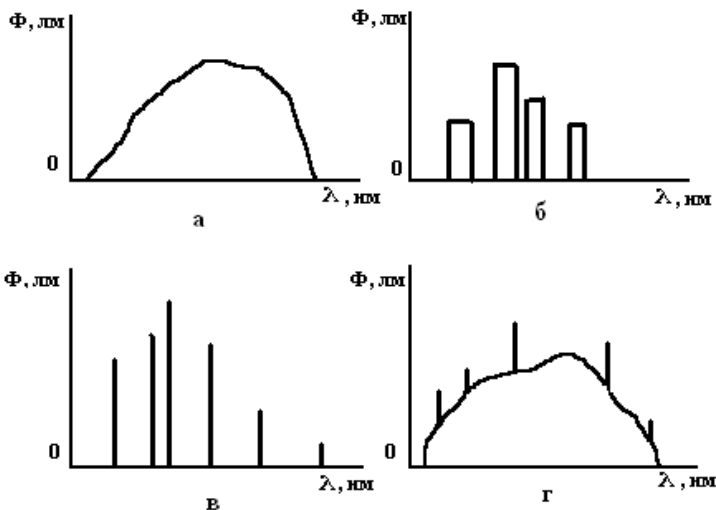 Ф, лм
0
λ, нм
а
Ф, лм
0
λ, нм
б
Ф, лм
0
λ, нм
в
Ф, лм
0
λ, нм
г